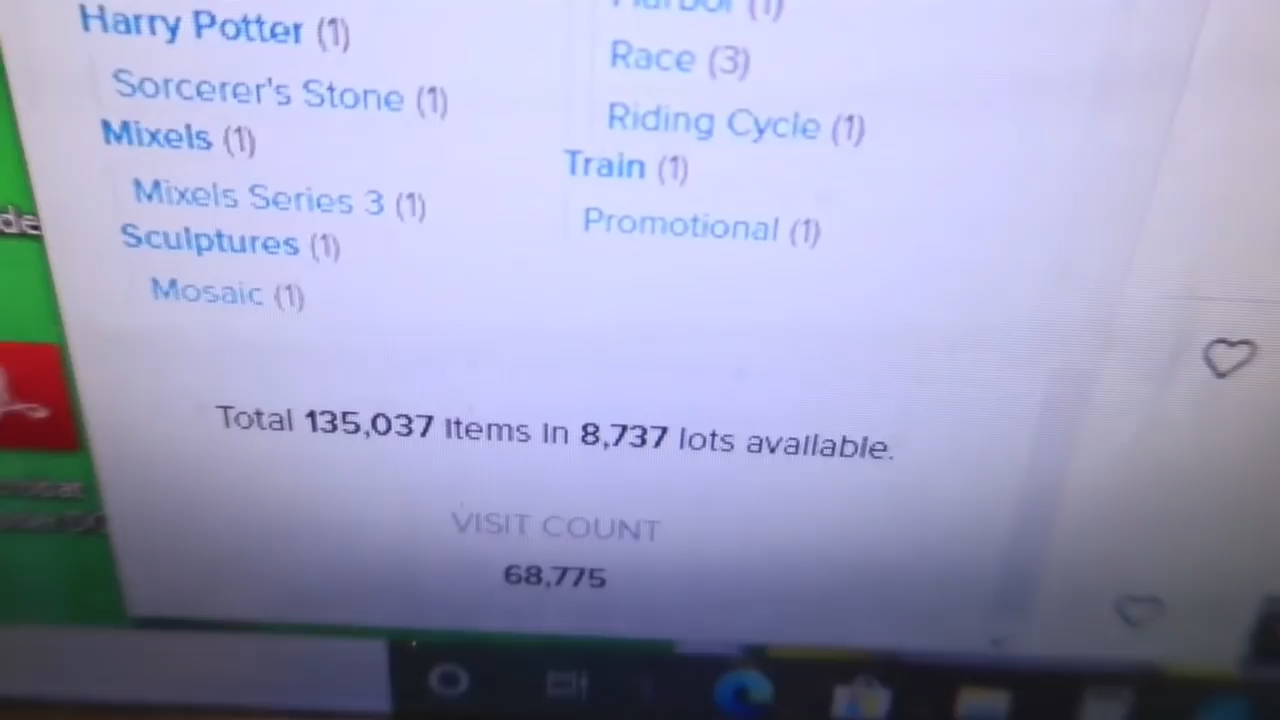 Harry Potter (1)
Sorcerer's Stone (1)
Mixels (1)
Mixels Series 3 (1)
Sculptures (1)
Mosaic (1)
Harbor (1)
Race (3)
Riding Cycle (1)
Train (1)
Promotional (1)
Total 135,037 Items in 8,737 lots available.
VISIT COUNT
68,775